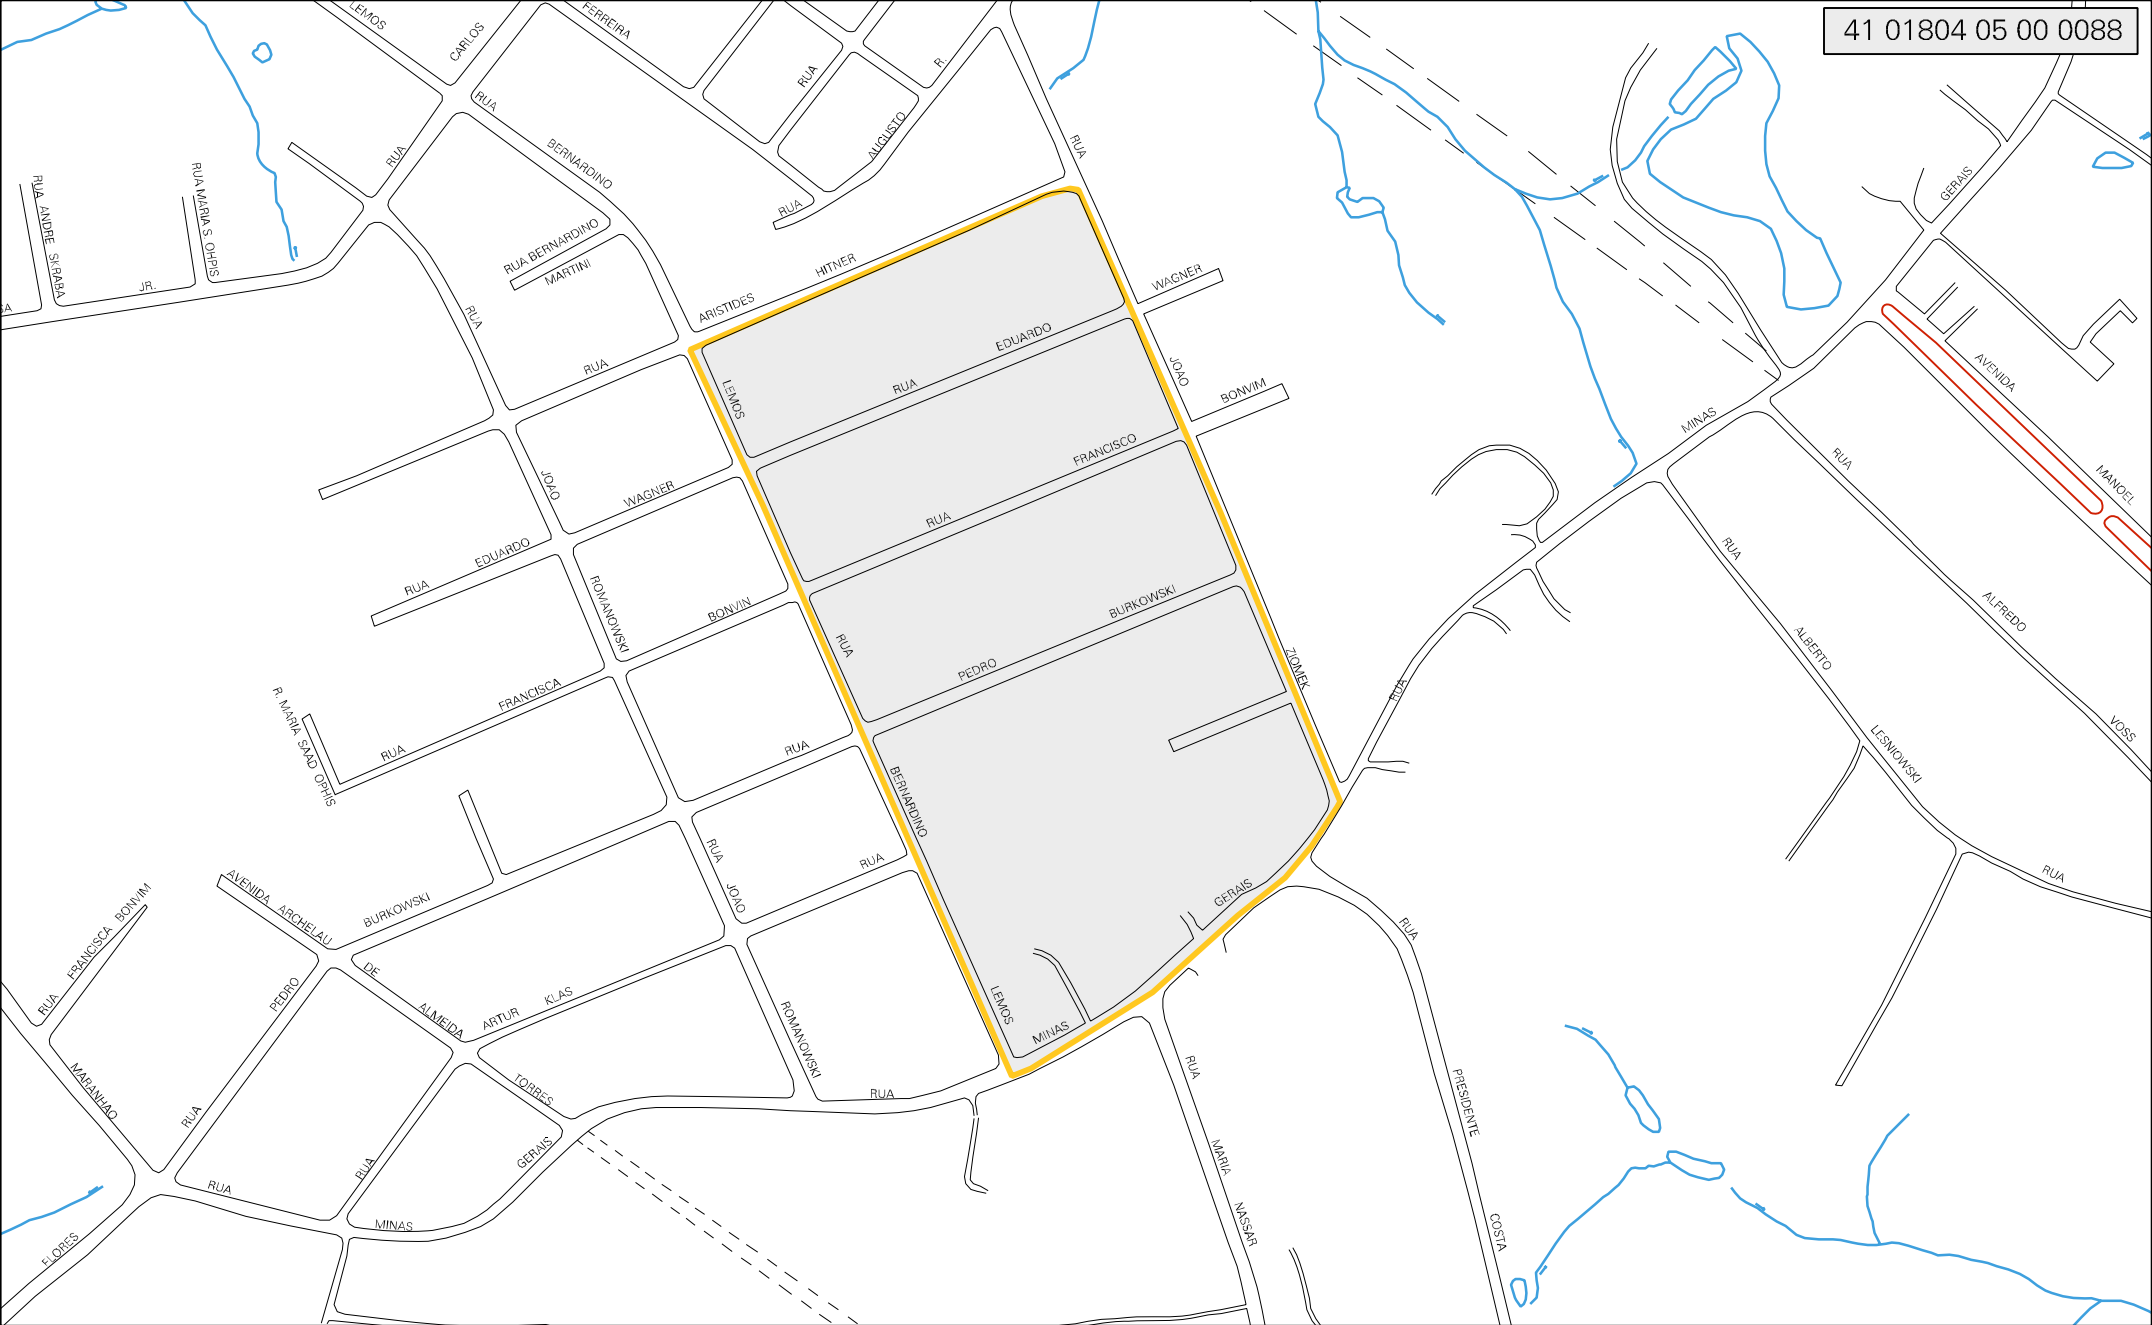 41 01804 05 00 0088
LEMOS
CARLOS
FERREIRA
RUA
R.
RUA
AUGUSTO
RUA
BERNARDINO
RUA
RUA
RUA ANDRE SKRABA
RUA MARIA S. OHPIS
JR.
RUA
RUA BERNARDINO
MARTINI
GERAIS
HITNER
ARISTIDES
WAGNER
RUA
EDUARDO
RUA
JOAO
BONVIM
LEMOS
RUA
AVENIDA
MINAS
MANOEL
RUA
FRANCISCO
RUA
JOAO
WAGNER
EDUARDO
RUA
ROMANOWSKI
BONVIN
RUA
ALFREDO
VOSS
RUA
ALBERTO
LESNIOWSKI
RUA
BURKOWSKI
PEDRO
RUA
ZIOMEK
RUA
R. MARIA SAAD OPHIS
FRANCISCA
RUA
RUA
BERNARDINO
RUA
JOAO
RUA
AVENIDA ARCHELAU
BURKOWSKI
FRANCISCA BONVIM
RUA
PEDRO
RUA
DE
ALMEIDA
ARTUR KLAS
GERAIS
RUA
LEMOS
MINAS
ROMANOWSKI
RUA
TORRES
GERAIS
MARANHAO
RUA
RUA
MINAS
FLORES
RUA
MARIA
NASSAR
PRESIDENTE
COSTA